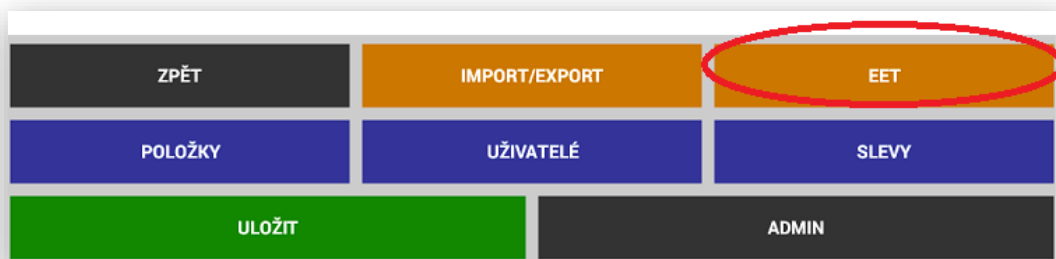 ZPĚT IMPORT/EXPORT EET
POLOŽKY UŽIVATELÉ SLEVY
ULOŽIT ADMIN